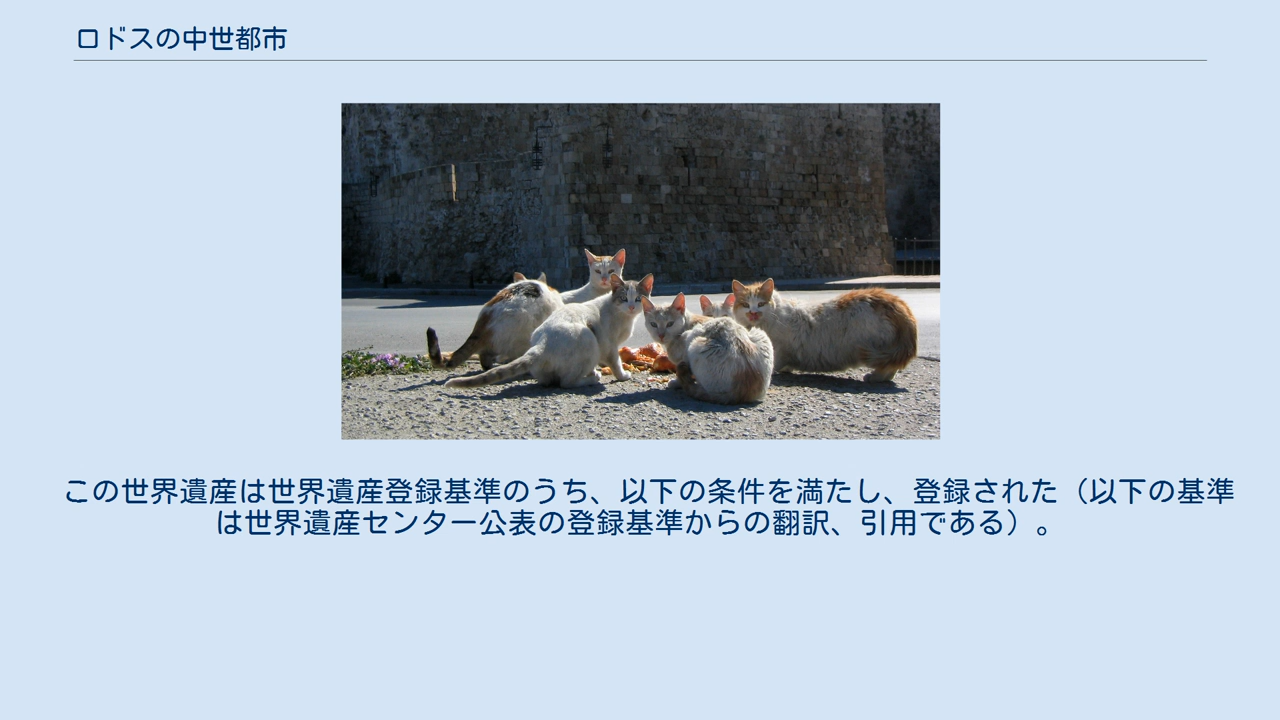 ロドスの中世都市
この世界遺産は世界遺産登録基準のうち、以下の条件を満たし、登録された（以下の基準
は世界遺産センター公表の登録基準からの翻訳、引用である）。